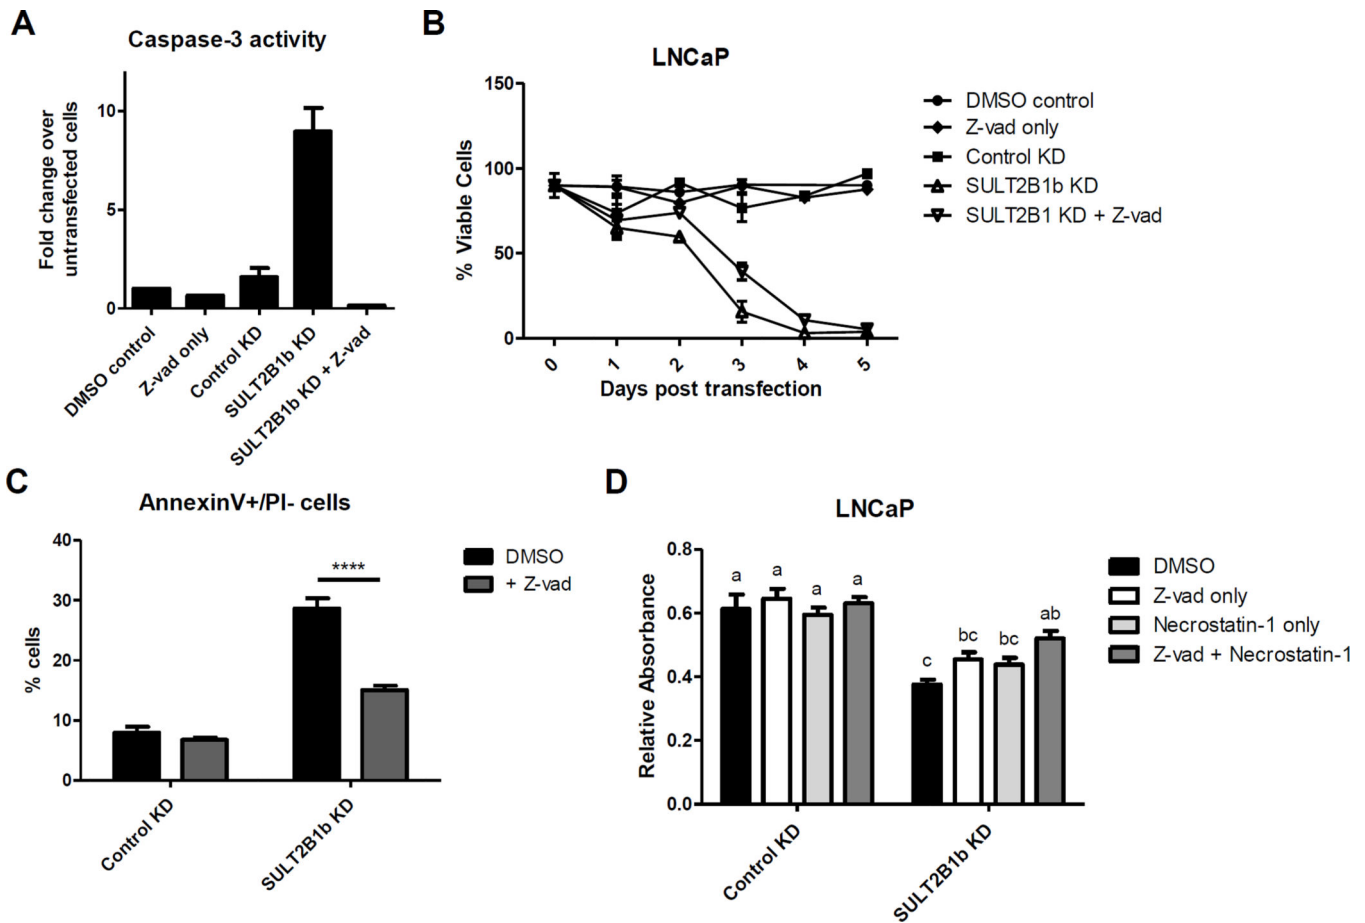 A
Caspase-3 activity
Fold change over
untransfected cells
10
5
0
DMSO control
Z-vad only
Control KD
SULT2B1b KD
SULT2B1b KD + Z-vad
B
LNCaP
% Viable Cells
150
100
50
0
0 1 2 3 4 5
Days post transfection
DMSO control
Z-vad only
Control KD
SULT2B1b KD
SULT2B1 KD + Z-vad
C
AnnexinV+/PI- cells
% cells
40
30
20
10
0
****
Control KD
SULT2B1b KD
DMSO
+ Z-vad
D
LNCaP
Relative Absorbance
0.8
0.6
0.4
0.2
0.0
a a a a
c bc bc ab
Control KD
SULT2B1b KD
DMSO
Z-vad only
Necrostatin-1 only
Z-vad + Necrostatin-1